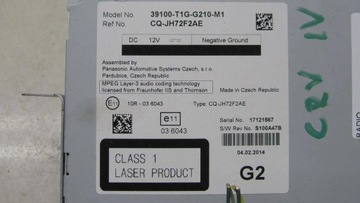 Model No. 39100-T1G-G210-M1
Ref No. CQ-JH72F2AE
DC 12V Negative Ground
Assembled by
Panasonic Automotive Systems Czech, s.r.o.
Pardubice, Czech Republic
MPEG Layer-3 audio coding technology
licensed from Fraunhofer IIS and Thomson
Made in Czech Republic
E11 10R - 03 6043 Type: CQ-JH72F2AE
e11
03 6043
Serial No. 17121567
S/W Rev No. S100A47B
04.02.2014
CLASS 1
LASER PRODUCT
G2
CRV IV
RADIO